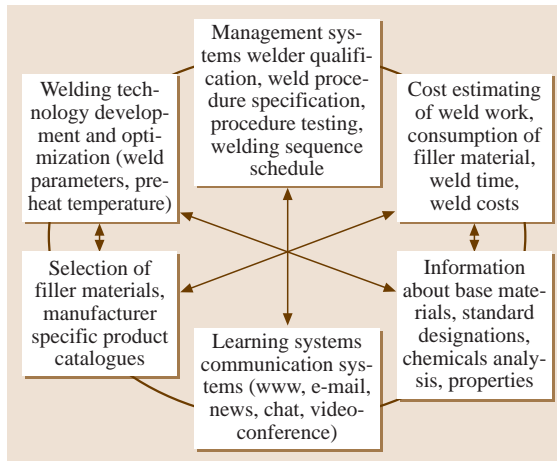 Management sys-
tems welder qualifi-
cation, weld proce-
dure specification,
procedure testing,
welding sequence
schedule
Welding tech-
nology develop-
ment and opti-
mization (weld
parameters, pre-
heat temperature)
Cost estimating
of weld work,
consumption of
filler material,
weld time,
weld costs
Selection of
filler materials,
manufacturer
specific product
catalogues
Information
about base mate-
rials, standard
designations,
chemicals analy-
sis, properties
Learning systems
communication sys-
tems (www, e-mail,
news, chat, video-
conference)